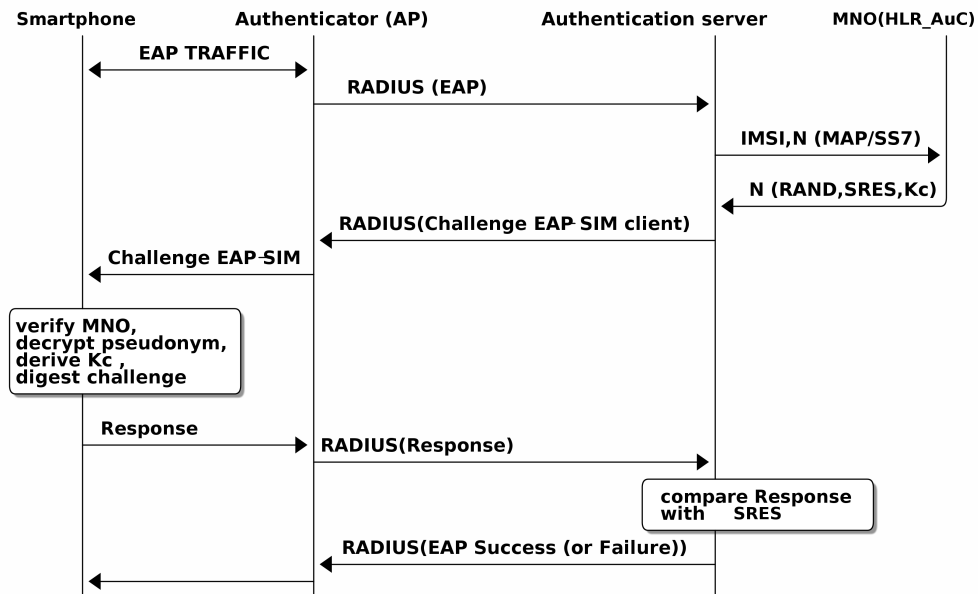 Smartphone Authenticator (AP) Authentication server MNO(HLR_AuC)
EAP TRAFFIC
RADIUS (EAP)
IMSI,N (MAP/SS7)
N (RAND,SRES,Kc)
RADIUS(Challenge EAP-SIM client)
Challenge EAP-SIM
verify MNO,
decrypt pseudonym,
derive Kc ,
digest challenge
Response
RADIUS(Response)
compare Response
with SRES
RADIUS(EAP Success (or Failure))